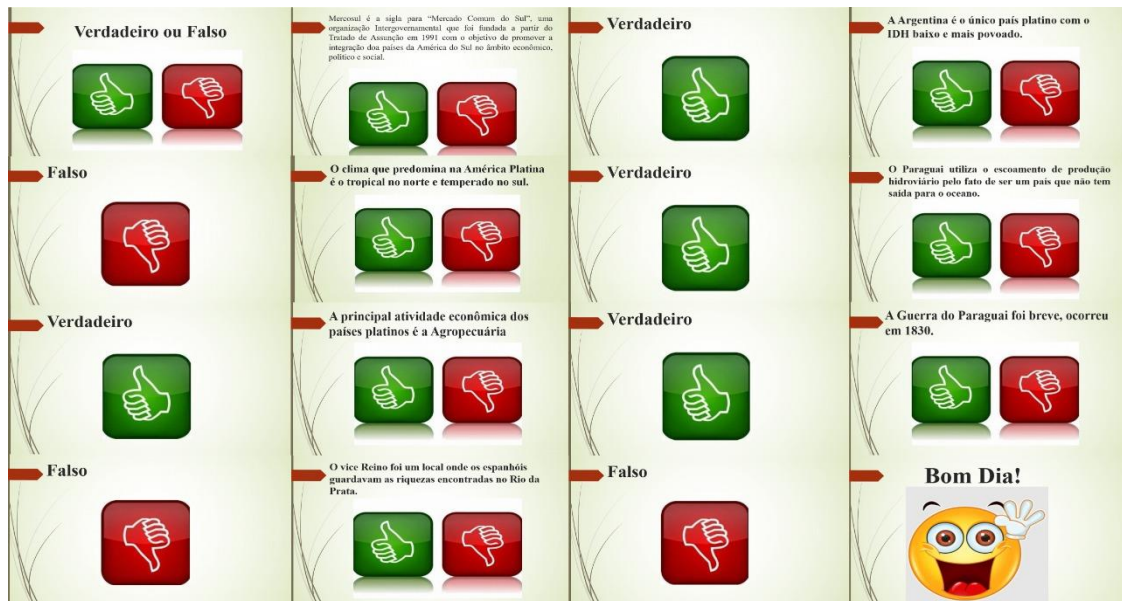 Verdadeiro ou Falso
Mercosul é a sigla para “Mercado Comum do Sul”, uma
organização Intergovernamental que foi fundada a partir do
Tratado de Assunção em 1991 com o objetivo de promover a
integração doa países da América do Sul no âmbito econômico,
político e social.
Verdadeiro
A Argentina é o único país platino com o
IDH baixo e mais povoado.
Falso
O clima que predomina na América Platina
é o tropical no norte e temperado no sul.
Verdadeiro
O Paraguai utiliza o escoamento de produção
hidroviário pelo fato de ser um país que não tem
saída para o oceano.
Verdadeiro
A principal atividade econômica dos
países platinos é a Agropecuária
Verdadeiro
A Guerra do Paraguai foi breve, ocorreu
em 1830.
Falso
O vice Reino foi um local onde os espanhóis
guardavam as riquezas encontradas no Rio da
Prata.
Falso
Bom Dia!